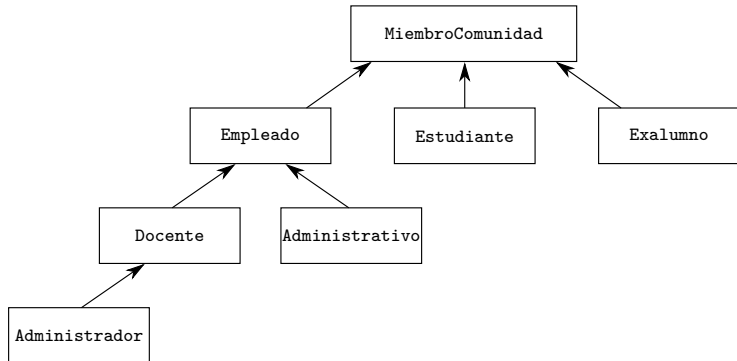 MiembroComunidad
Empleado
Estudiante
Exalumno
Docente
Administrativo
Administrador